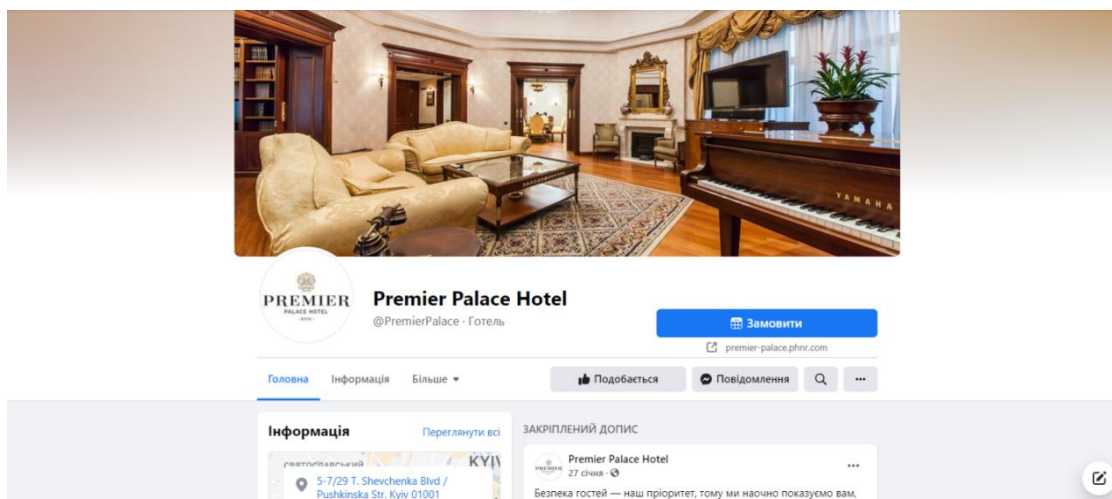 YAMAHA
PREMIER
PALACE HOTEL
- KYIV -
Premier Palace Hotel
@PremierPalace · Готель
Замовити
premier-palace.phnr.com
Головна Інформація Більше
Подобається Повідомлення
Інформація Переглянути всі
5-7/29 T. Shevchenka Blvd /
Pushkinska Str. Kyiv 01001
ЗАКРІПЛЕНИЙ ДОПИС
Premier Palace Hotel
27 січня ·
Безпека гостей — наш пріоритет, тому ми наочно показуємо вам,